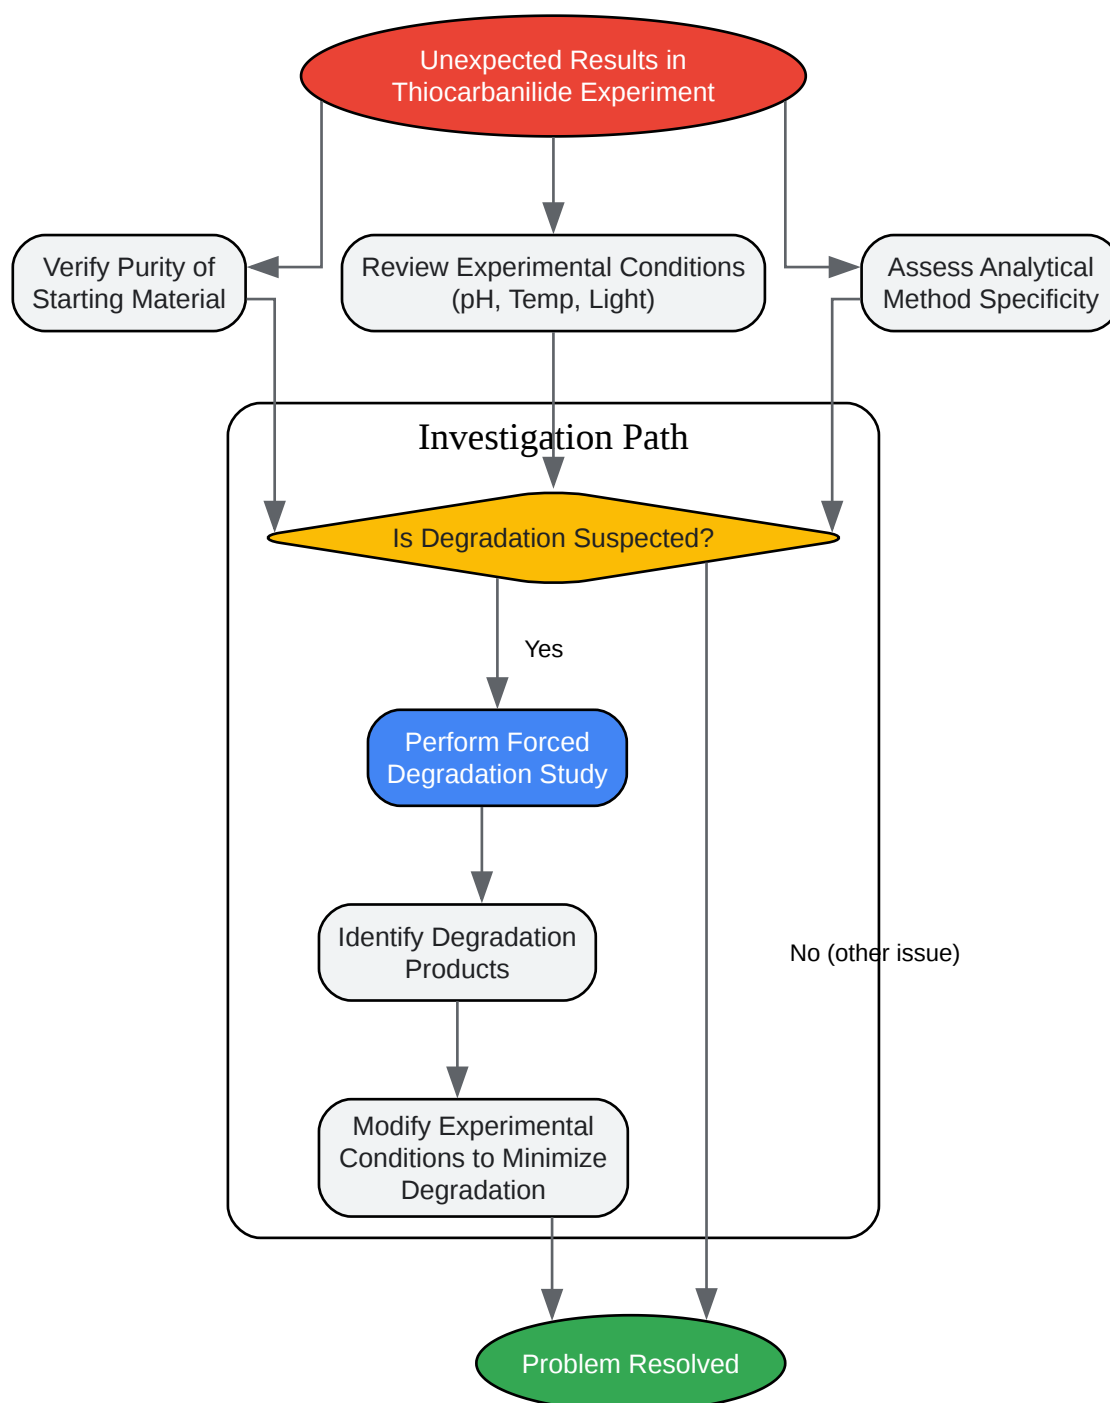 Unexpected Results in
Thiocarbanilide Experiment
Verify Purity of
Starting Material
Review Experimental Conditions
(pH, Temp, Light)
Assess Analytical
Method Specificity
Investigation Path
Is Degradation Suspected?
Yes
Perform Forced
Degradation Study
Identify Degradation
Products
No (other issue)
Modify Experimental
Conditions to Minimize
Degradation
Problem Resolved